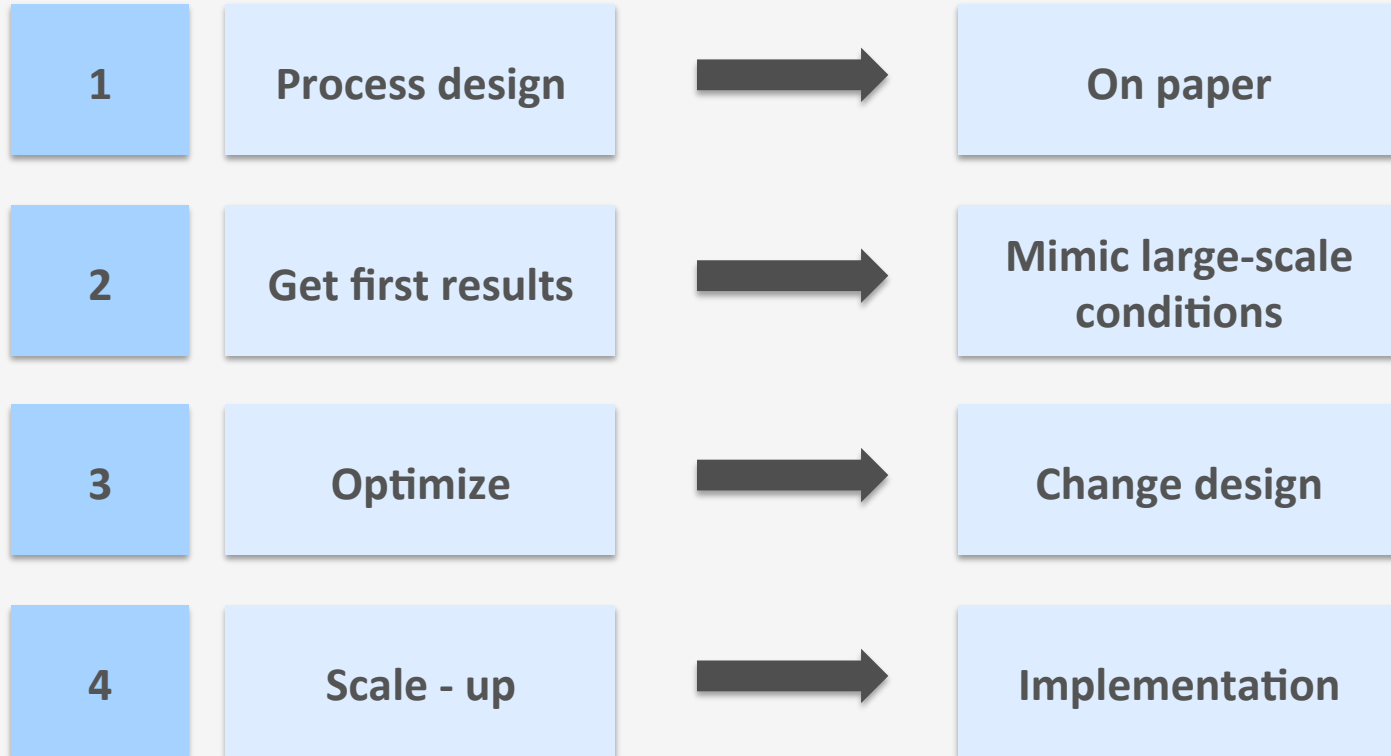 1
Process design
On paper
2
Get first results
Mimic large-scale
conditions
3
Optimize
Change design
4
Scale - up
Implementation